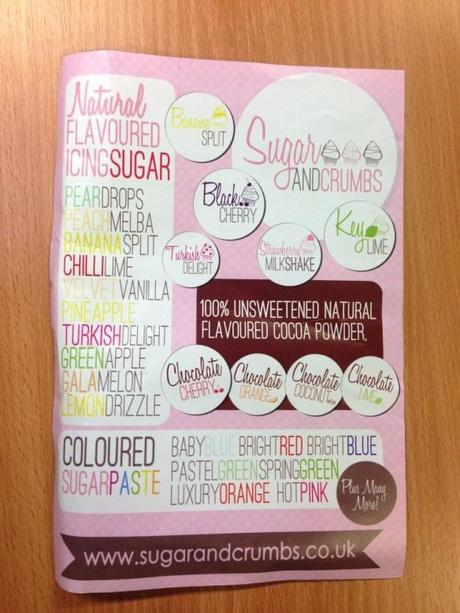 Natural
FLAVOURED
ICINGSUGAR
PEARDROPS
PEACHMELBA
BANANASPLIT
CHILLILIME
VELVETVANILLA
PINEAPPLE
TURKISHDELIGHT
GREENAPPLE
GALAMELON
LEMONDRIZZLE
Banana
SPLIT
Sugar
ANDCRUMBS
Black
CHERRY
Key
LIME
Turkish
DELIGHT
Strawberry
MILKSHAKE
100% UNSWEETENED NATURAL
FLAVOURED COCOA POWDER.
Chocolate
CHERRY
Chocolate
ORANGE
Chocolate
COCONUT
Chocolate
LIME
COLOURED
SUGARPASTE
BABYBLUE BRIGHTRED BRIGHTBLUE
PASTELGREEN SPRINGGREEN
LUXURYORANGE HOTPINK
Plus Many
More!
www.sugarandcrumbs.co.uk